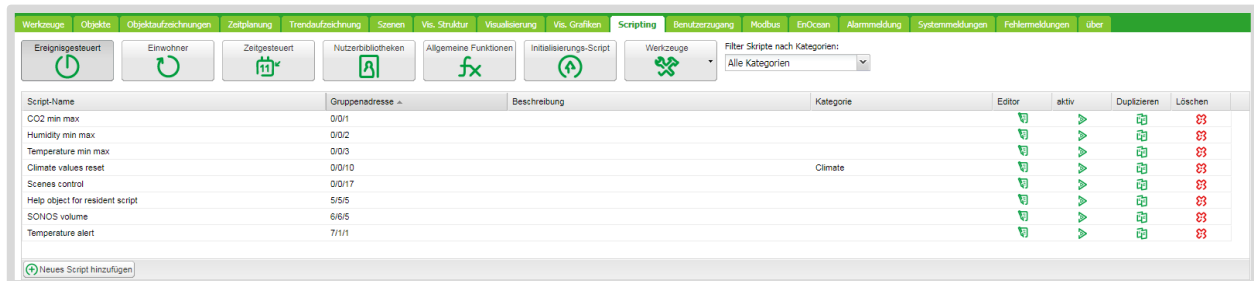 Werkzeuge Objekte Objektaufzeichnungen Zeitplanung Trendaufzeichnung Szenen Vis. Struktur Visualisierung Vis. Grafiken Scripting Benutzerzugang Modbus EnOcean Alarmmeldung Systemmeldungen Fehlermeldungen über
Ereignisgesteuert Einwohner Zeitgesteuert Nutzerbibliotheken Allgemeine Funktionen Initialisierungs-Script Werkzeuge Filter Skripte nach Kategorien:
11 fx Alle Kategorien
Script-Name Gruppenadresse Beschreibung Kategorie Editor aktiv Duplizieren Löschen
CO2 min max 0/0/1
Humidity min max 0/0/2
Temperature min max 0/0/3
Climate values reset 0/0/10 Climate
Scenes control 0/0/17
Help object for resident script 5/5/5
SONOS volume 6/6/5
Temperature alert 7/1/1
Neues Script hinzufügen